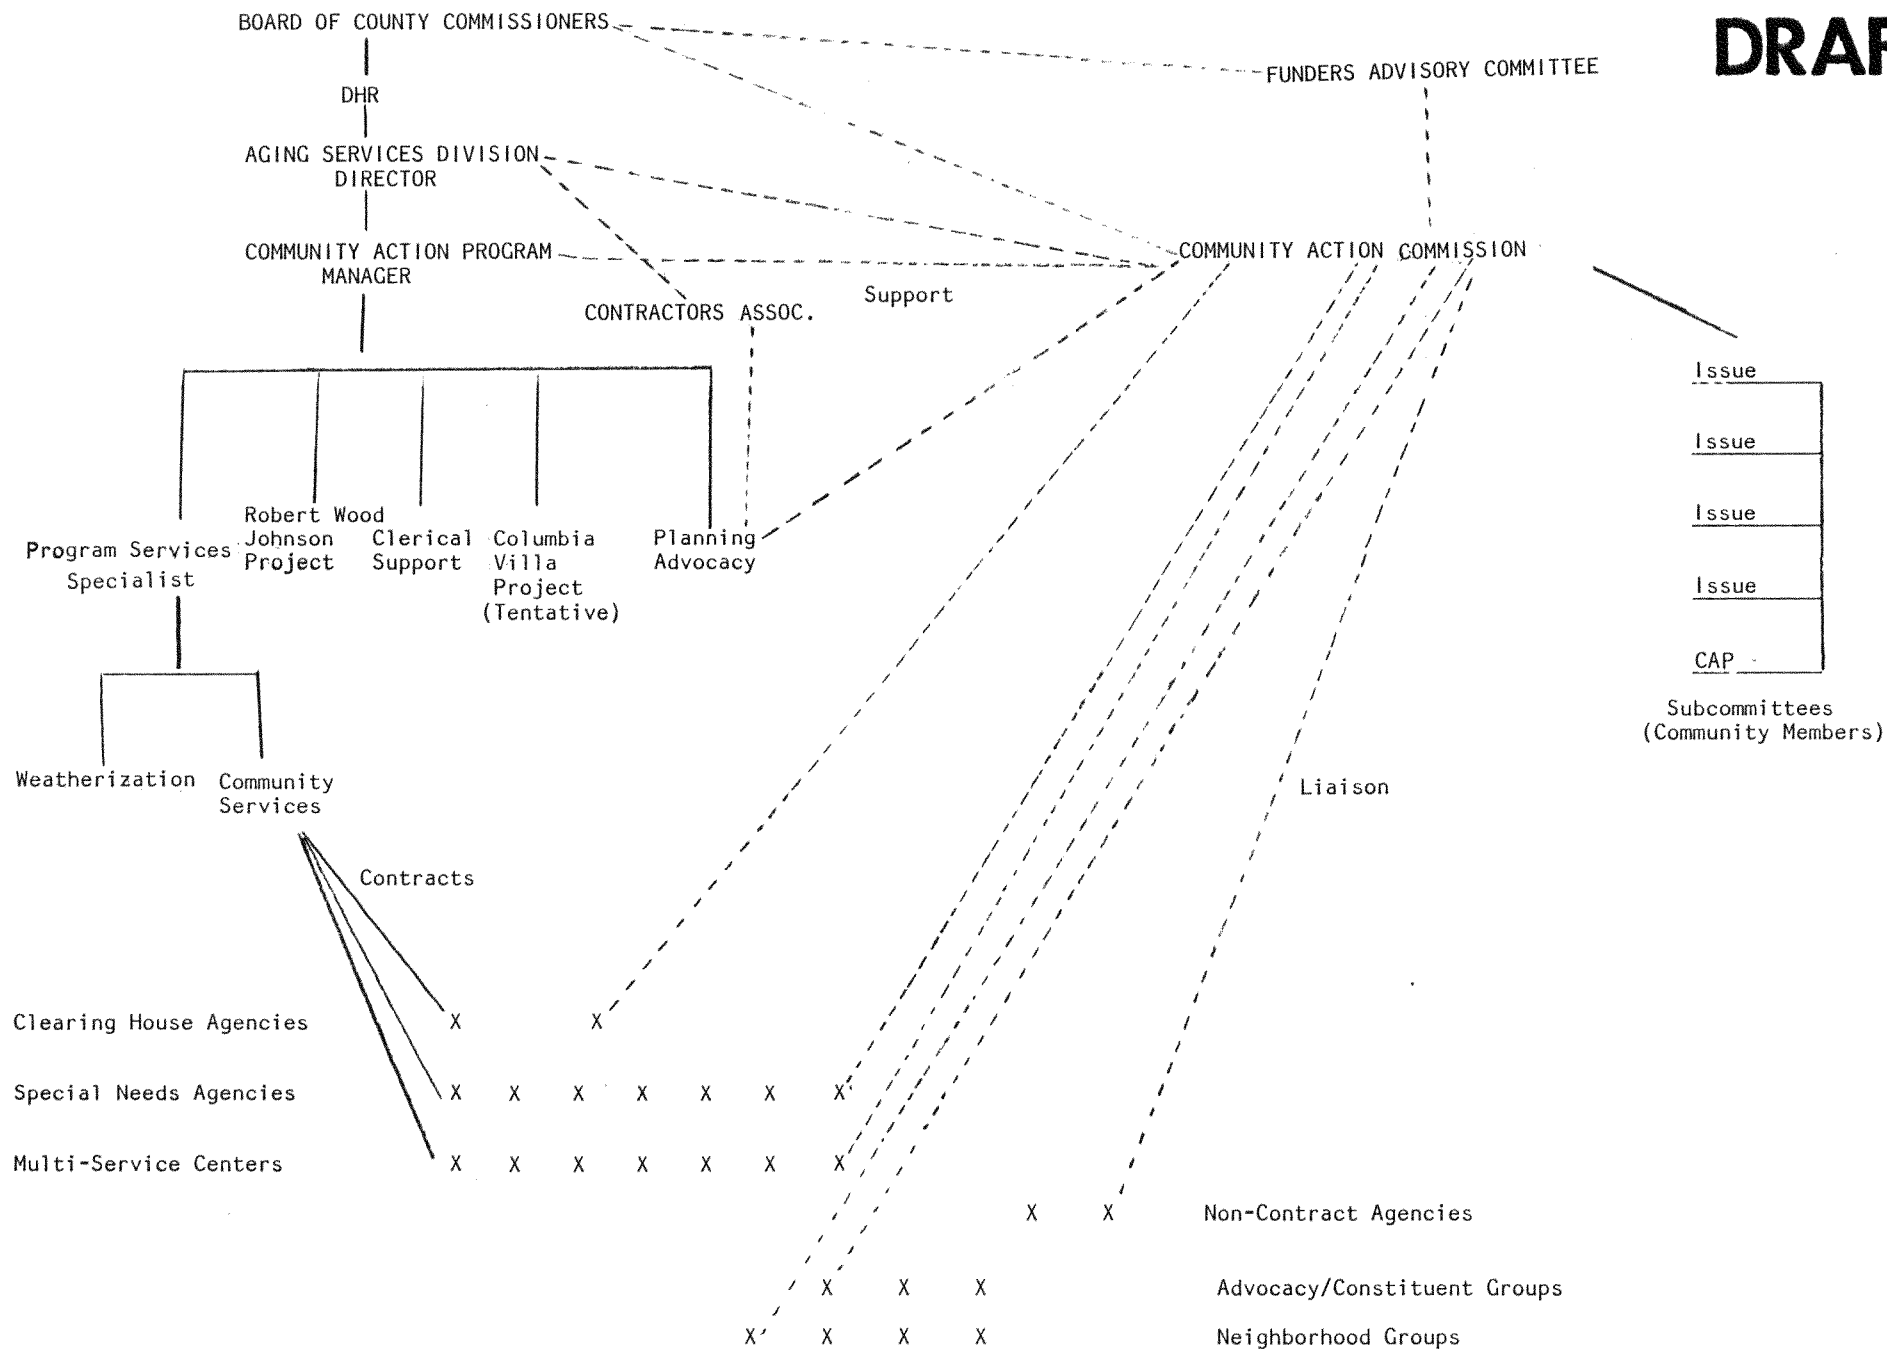 BOARD OF COUNTY COMMISSIONERS
FUNDERS ADVISORY COMMITTEE
DHR
AGING SERVICES DIVISION
DIRECTOR
COMMUNITY ACTION PROGRAM
MANAGER
COMMUNITY ACTION COMMISSION
Support
CONTRACTORS ASSOC.
Issue
Issue
Issue
Issue
CAP
Subcommittees
(Community Members)
Program Services
Specialist
Robert Wood
Johnson
Project
Clerical
Support
Columbia
Villa
Project
(Tentative)
Planning
Advocacy
Weatherization
Community
Services
Liaison
Contracts
Clearing House Agencies X X
Special Needs Agencies X X X X X X X
Multi-Service Centers X X X X X X X
X X Non-Contract Agencies
X X X Advocacy/Constituent Groups
X X X X Neighborhood Groups